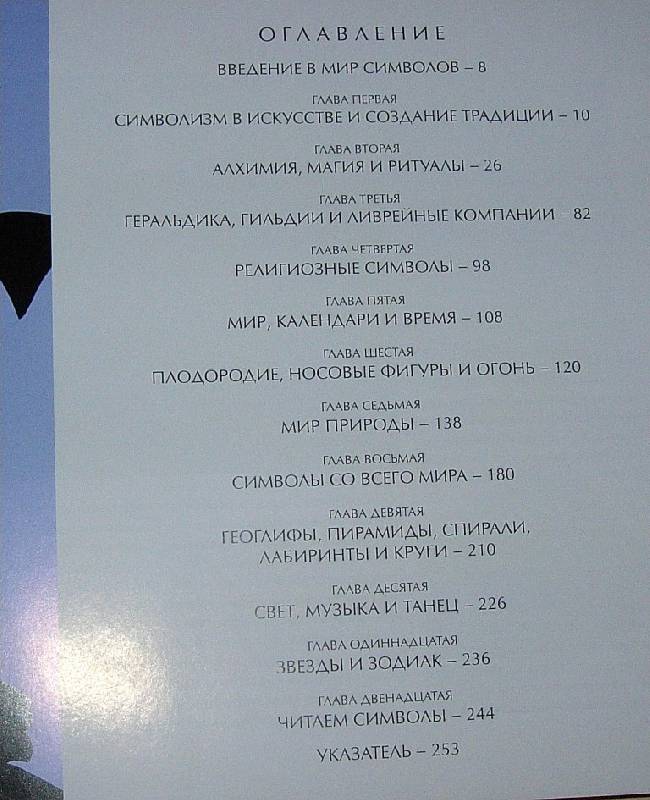 ОГЛАВЛЕНИЕ
ВВЕДЕНИЕ В МИР СИМВОЛОВ – 8
ГЛАВА ПЕРВАЯ
СИМВОЛИЗМ В ИСКУССТВЕ И СОЗДАНИЕ ТРАДИЦИИ – 10
ГЛАВА ВТОРАЯ
АЛХИМИЯ, МАГИЯ И РИТУАЛЫ – 26
ГЛАВА ТРЕТЬЯ
ГЕРАЛЬДИКА, ГИЛЬДИИ И ЛИВРЕЙНЫЕ КОМПАНИИ – 82
ГЛАВА ЧЕТВЕРТАЯ
РЕЛИГИОЗНЫЕ СИМВОЛЫ – 98
ГЛАВА ПЯТАЯ
МИР, КАЛЕНДАРИ И ВРЕМЯ – 108
ГЛАВА ШЕСТАЯ
ПЛОДОРОДИЕ, НОСОВЫЕ ФИГУРЫ И ОГОНЬ – 120
ГЛАВА СЕДЬМАЯ
МИР ПРИРОДЫ – 138
ГЛАВА ВОСЬМАЯ
СИМВОЛЫ СО ВСЕГО МИРА – 180
ГЛАВА ДЕВЯТАЯ
ГЕОГЛИФЫ, ПИРАМИДЫ, СПИРАЛИ,
ЛАБИРИНТЫ И КРУГИ – 210
ГЛАВА ДЕСЯТАЯ
СВЕТ, МУЗЫКА И ТАНЕЦ – 226
ГЛАВА ОДИННАДЦАТАЯ
ЗВЕЗДЫ И ЗОДИАК – 236
ГЛАВА ДВЕНАДЦАТАЯ
ЧИТАЕМ СИМВОЛЫ – 244
УКАЗАТЕЛЬ – 253